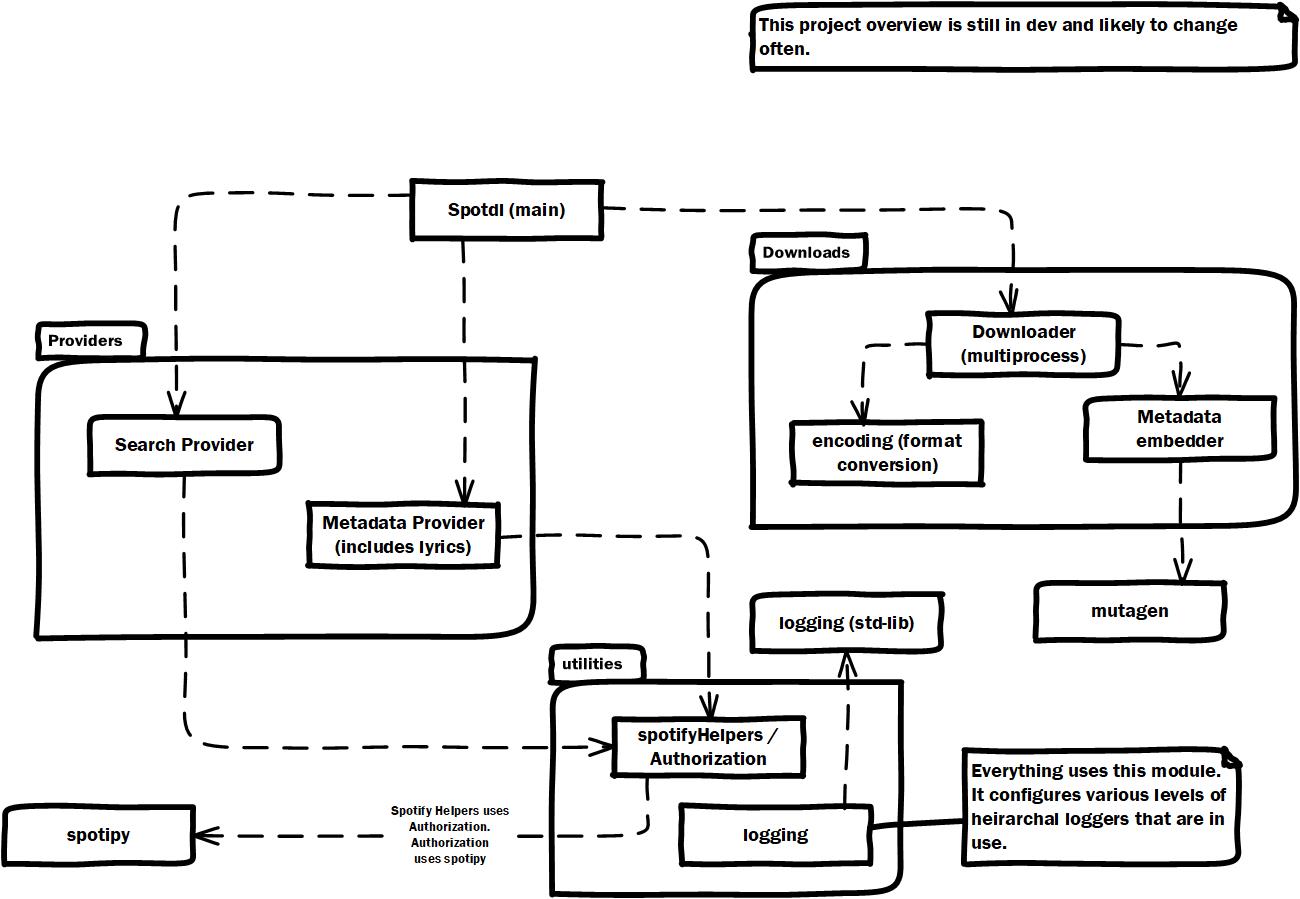 This project overview is still in dev and likely to change
often.
Spotdl (main)
Downloads
Downloader
(multiprocess)
Providers
Metadata
embedder
encoding (format
conversion)
Search Provider
Metadata Provider
(includes lyrics)
mutagen
logging (std-lib)
utilities
spotifyHelpers /
Authorization
Everything uses this module.
It configures various levels of
heirarchal loggers that are in
use.
Spotify Helpers uses
Authorization.
Authorization
uses spotipy
spotipy
logging